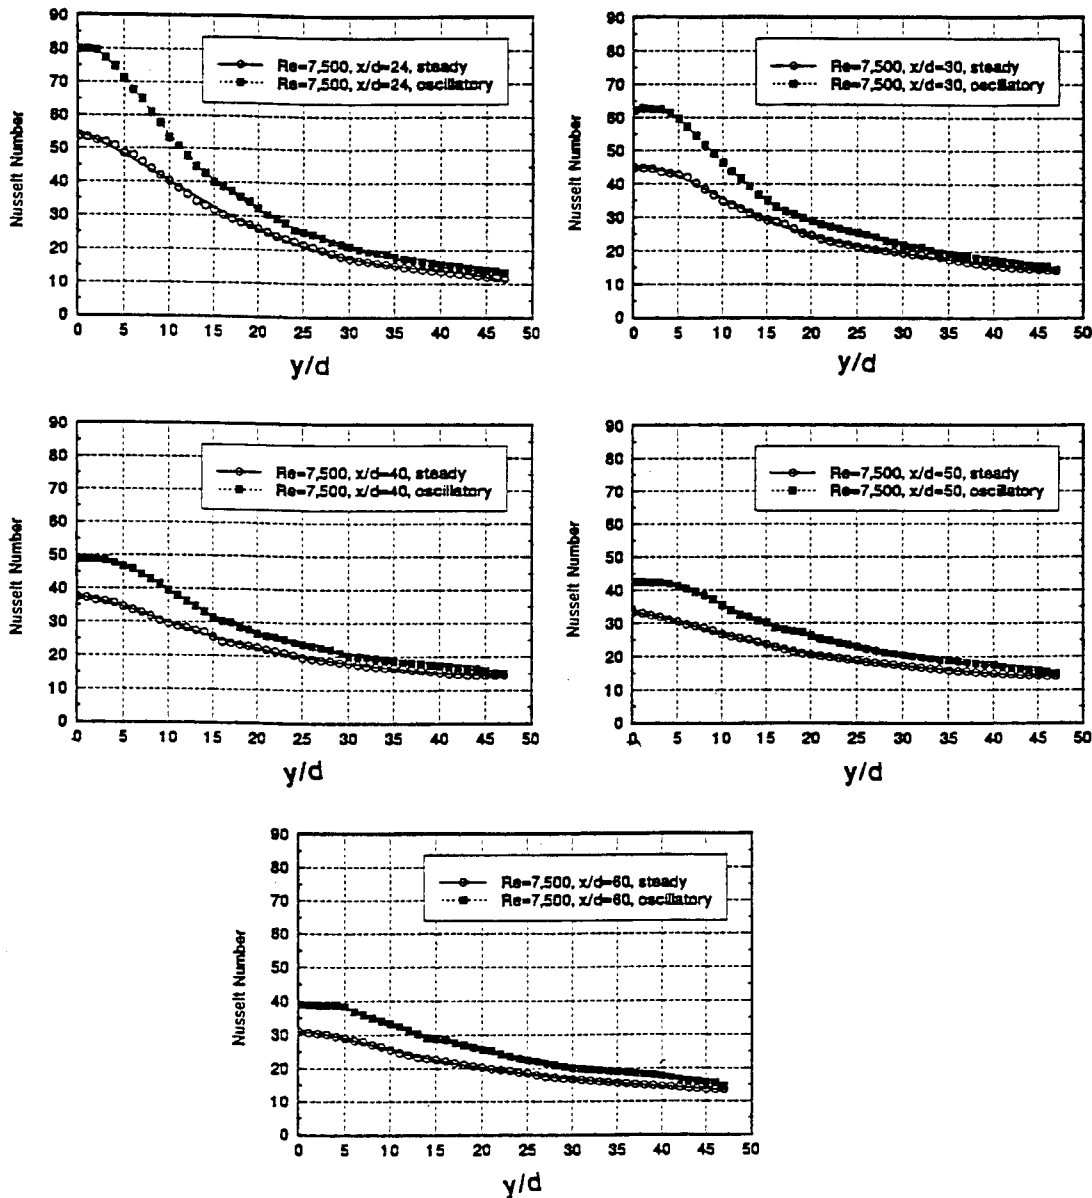 90
80
70
60
50
40
30
20
10
0
Nusselt Number
Re=7,500, x/d=24, steady
Re=7,500, x/d=24, oscillatory
0 5 10 15 20 25 30 35 40 45 50
y/d
90
80
70
60
50
40
30
20
10
0
Nusselt Number
Re=7,500, x/d=30, steady
Re=7,500, x/d=30, oscillatory
0 5 10 15 20 25 30 35 40 45 50
y/d
90
80
70
60
50
40
30
20
10
0
Nusselt Number
Re=7,500, x/d=40, steady
Re=7,500, x/d=40, oscillatory
0 5 10 15 20 25 30 35 40 45 50
y/d
90
80
70
60
50
40
30
20
10
0
Nusselt Number
Re=7,500, x/d=50, steady
Re=7,500, x/d=50, oscillatory
0 5 10 15 20 25 30 35 40 45 50
y/d
90
80
70
60
50
40
30
20
10
0
Nusselt Number
Re=7,500, x/d=60, steady
Re=7,500, x/d=60, oscillatory
0 5 10 15 20 25 30 35 40 45 50
y/d